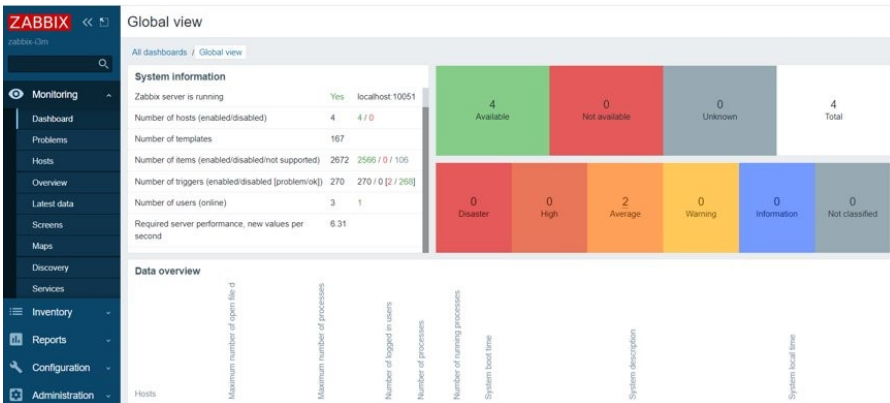 ZABBIX
zabbix-i3m
Monitoring
Dashboard
Problems
Hosts
Overview
Latest data
Screens
Maps
Discovery
Services
Inventory
Reports
Configuration
Administration
Global view
All dashboards / Global view
System information
Zabbix server is running Yes localhost:10051
Number of hosts (enabled/disabled) 4 4 / 0
Number of templates 167
Number of items (enabled/disabled/not supported) 2672 2566 / 0 / 106
Number of triggers (enabled/disabled [problem/ok]) 270 270 / 0 [2 / 268]
Number of users (online) 3 1
Required server performance, new values per
second 6.31
4
Available
0
Not available
0
Unknown
4
Total
0
Disaster
0
High
2
Average
0
Warning
0
Information
0
Not classified
Data overview
Hosts
Maximum number of open file d
Maximum number of processes
Number of logged in users
Number of processes
Number of running processes
System boot time
System description
System local time